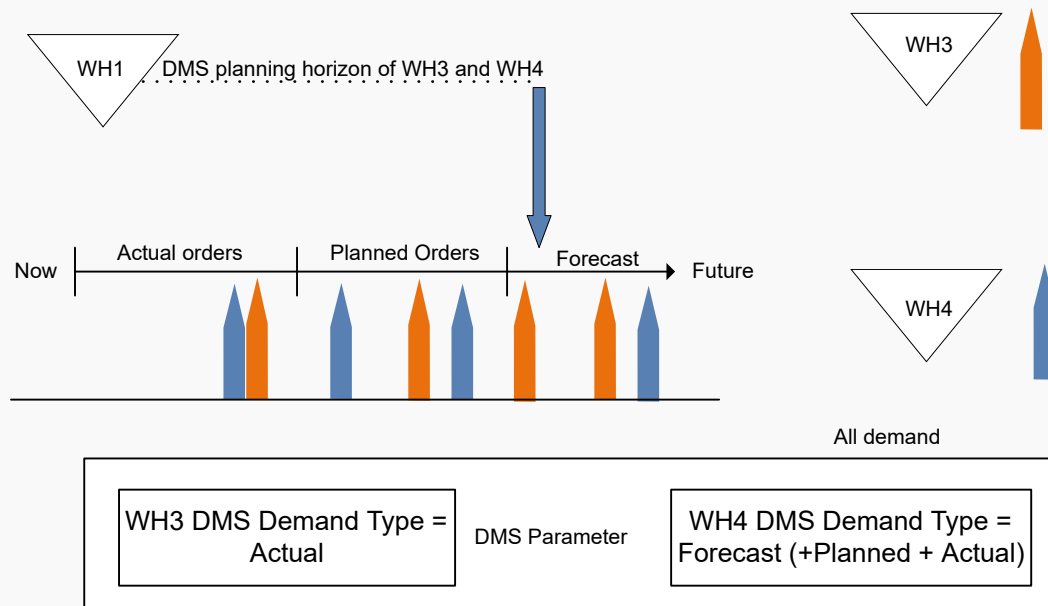 WH1
DMS planning horizon of WH3 and WH4
WH3
Now
Actual orders
Planned Orders
Forecast
Future
WH4
All demand
WH3 DMS Demand Type =
Actual
DMS Parameter
WH4 DMS Demand Type =
Forecast (+Planned + Actual)